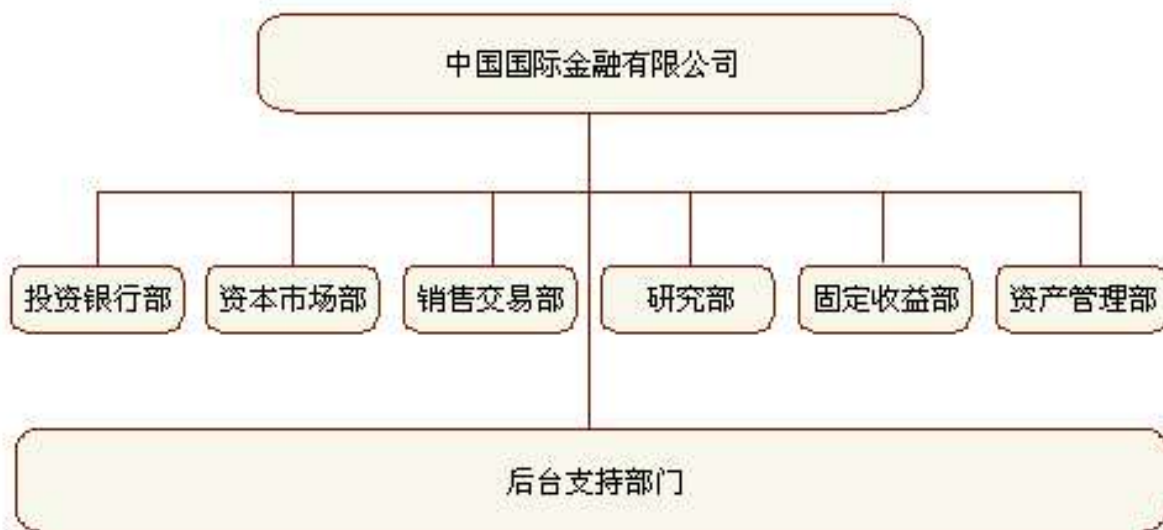 中国国际金融有限公司
投资银行部
资本市场部
销售交易部
研究部
固定收益部
资产管理部
后台支持部门